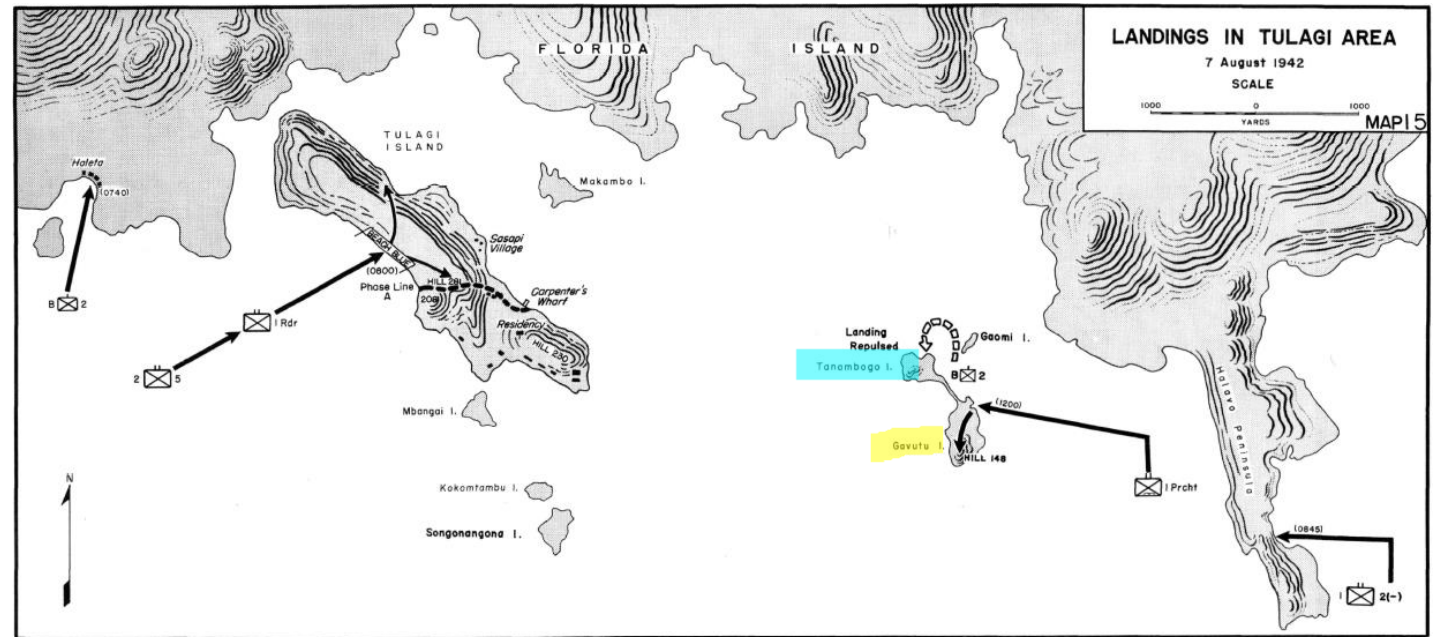 FLORIDA ISLAND
LANDINGS IN TULAGI AREA
7 August 1942
SCALE
1000 0 1000
YARDS
MAP 15
TULAGI
ISLAND
Haleta
(0740)
B 2
Makambo I.
Sasapi
Village
BEACH BLUE
(0800)
HILL 281
Phase Line
A
208
Carpenter's
Wharf
Residency
HILL 230
1 Rdr
2 5
Mbangai I.
Kokomtambu I.
Songonangona I.
N
Landing
Repulsed
Gaomi I.
Tanambogo I.
B 2
(1200)
Gavutu I.
HILL 148
1 Prcht
Halavo Peninsula
(0845)
1 2(-)